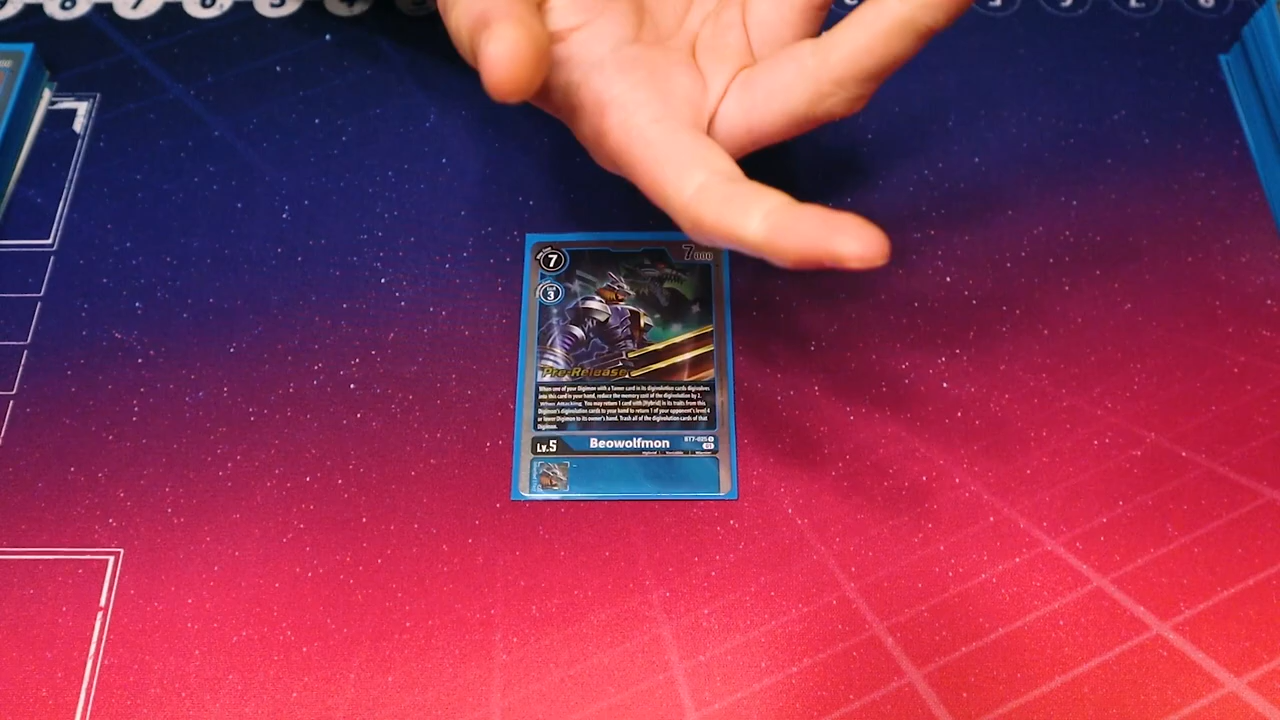 7
7000
3
Pre-Release
When one of your Digimon with a Tamer card in its digivolution cards digivolves
into this card in your hand, reduce the memory cost of the digivolution by 2.
When Attacking You may return 1 card with [Hybrid] in its traits from this
Digimon's digivolution cards to your hand to return 1 of your opponent's level 4
or lower Digimon to its owner's hand. Trash all of the digivolution cards of that
Digimon.
Lv.5 Beowolfmon BT7-025
Hybrid Variable Warrior